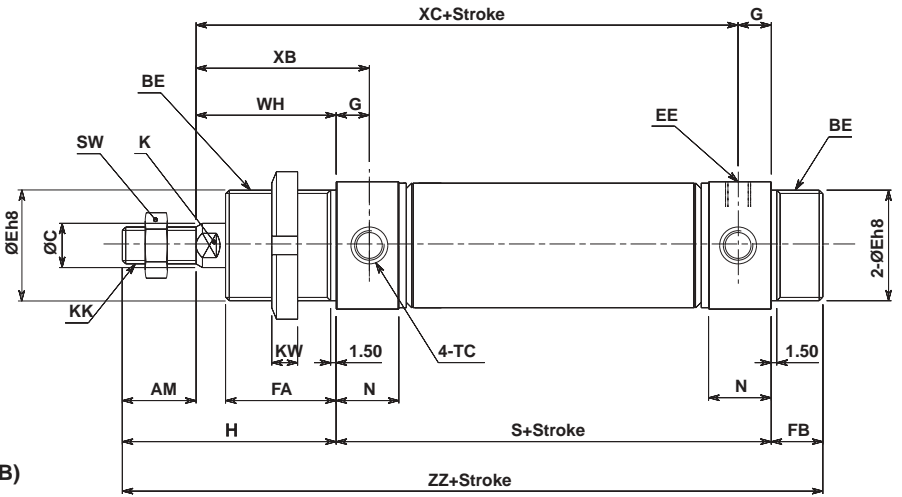 XC+Stroke
G
XB
BE
WH
G
EE
BE
SW
K
ØEh8
ØC
2-ØEh8
KK
KW
1.50
4-TC
1.50
AM
FA
N
N
H
S+Stroke
FB
B)
ZZ+Stroke